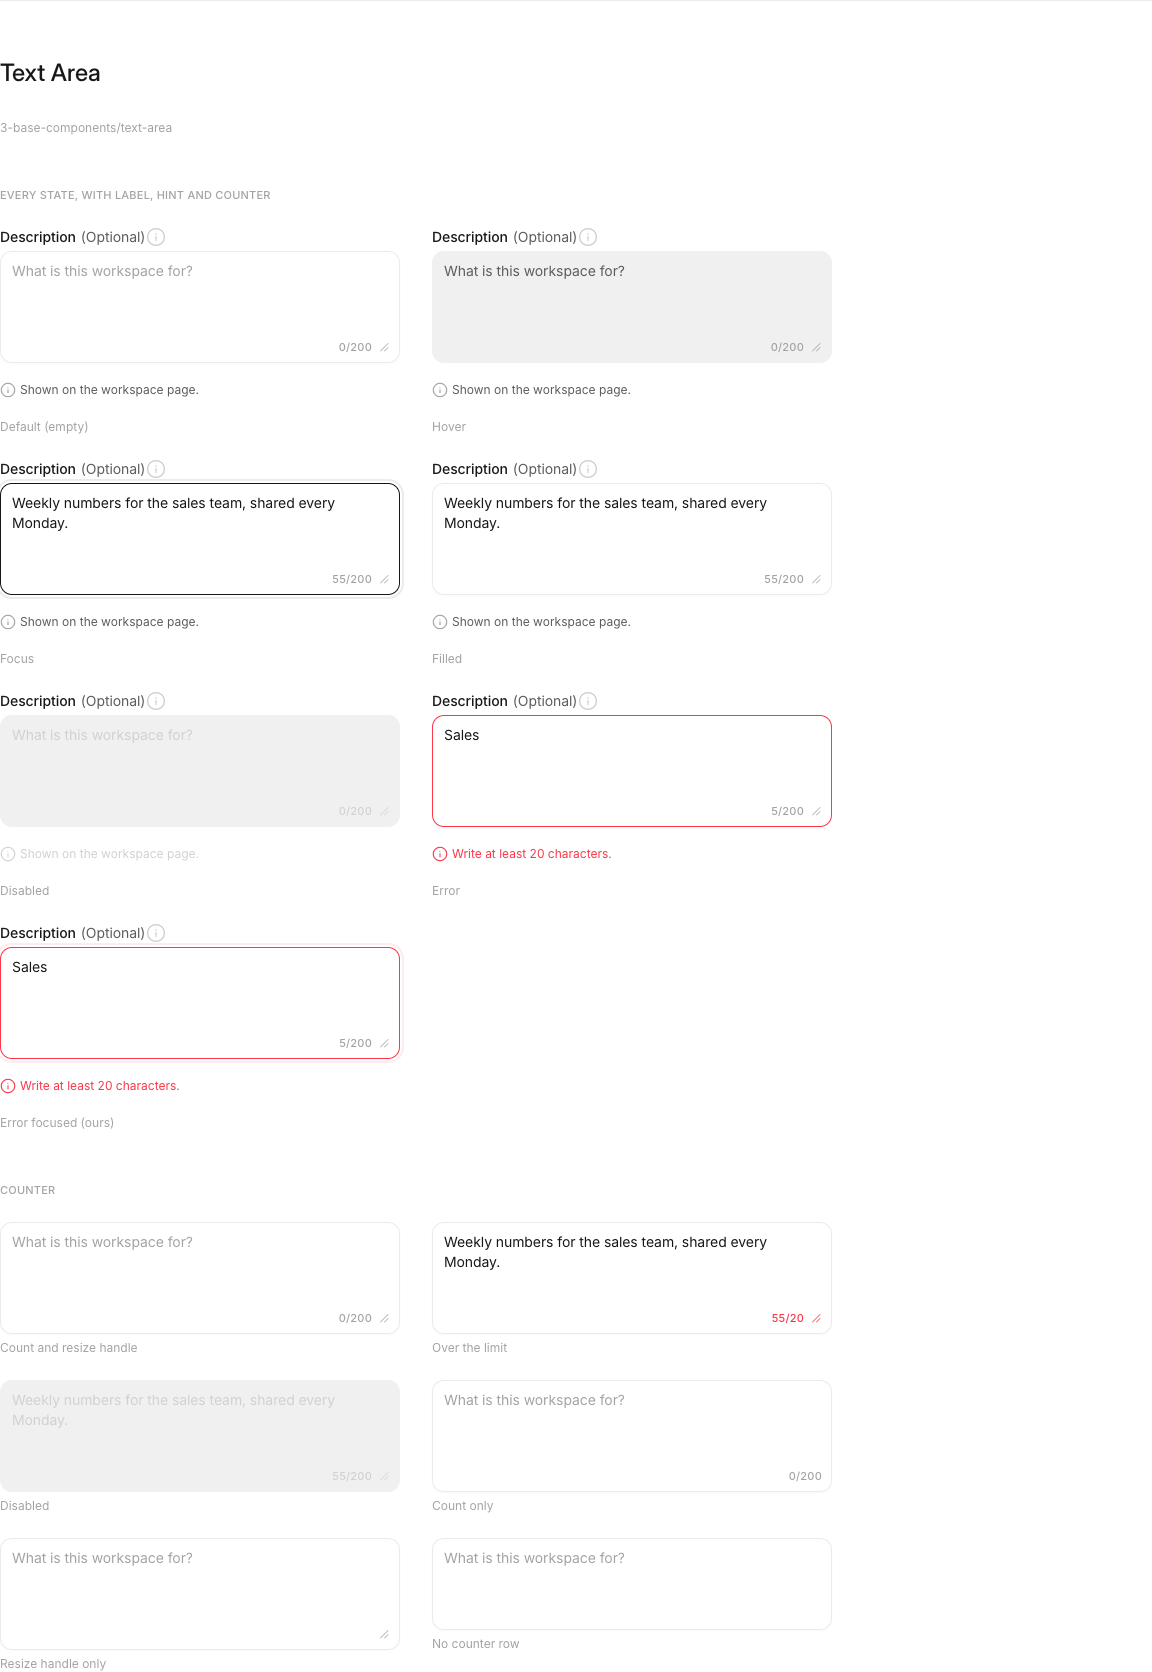 Text Area
3-base-components/text-area
EVERY STATE, WITH LABEL, HINT AND COUNTER
Description (Optional)
What is this workspace for?
0/200
Shown on the workspace page.
Default (empty)
Description (Optional)
What is this workspace for?
0/200
Shown on the workspace page.
Hover
Description (Optional)
Weekly numbers for the sales team, shared every
Monday.
55/200
Shown on the workspace page.
Focus
Description (Optional)
Weekly numbers for the sales team, shared every
Monday.
55/200
Shown on the workspace page.
Filled
Description (Optional)
What is this workspace for?
0/200
Shown on the workspace page.
Disabled
Description (Optional)
Sales
5/200
Write at least 20 characters.
Error
Description (Optional)
Sales
5/200
Write at least 20 characters.
Error focused (ours)
COUNTER
What is this workspace for?
0/200
Count and resize handle
Weekly numbers for the sales team, shared every
Monday.
55/20
Over the limit
Weekly numbers for the sales team, shared every
Monday.
55/200
Disabled
What is this workspace for?
0/200
Count only
What is this workspace for?
Resize handle only
What is this workspace for?
No counter row